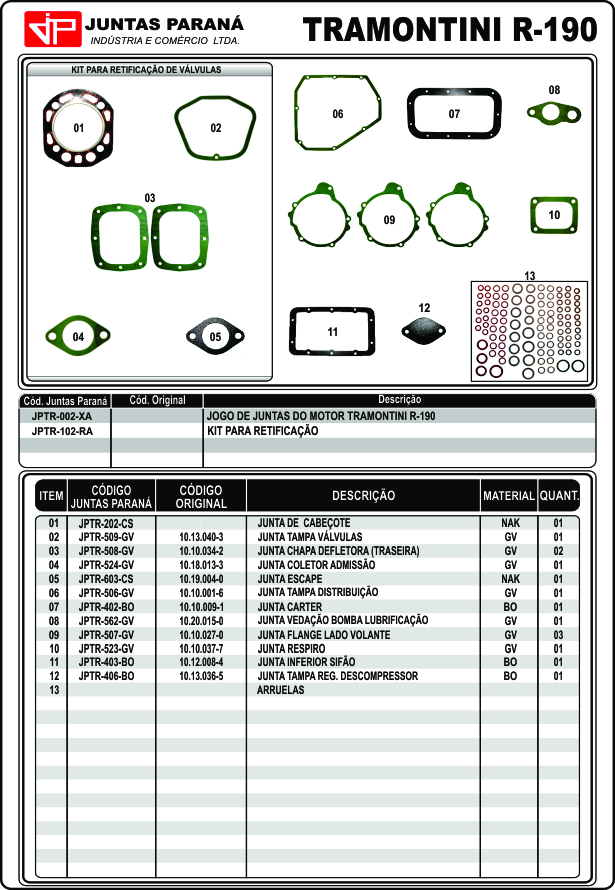 JP JUNTAS PARANÁ
INDÚSTRIA E COMÉRCIO LTDA.
TRAMONTINI R-190
KIT PARA RETIFICAÇÃO DE VÁLVULAS
01
02
03
04
05
06
07
08
09
10
11
12
13
Cód. Juntas Paraná Cód. Original Descrição
JPTR-002-XA JOGO DE JUNTAS DO MOTOR TRAMONTINI R-190
JPTR-102-RA KIT PARA RETIFICAÇÃO
ITEM CÓDIGO JUNTAS PARANÁ CÓDIGO ORIGINAL DESCRIÇÃO MATERIAL QUANT.
01 JPTR-202-CS JUNTA DE CABEÇOTE NAK 01
02 JPTR-509-GV 10.13.040-3 JUNTA TAMPA VÁLVULAS GV 01
03 JPTR-508-GV 10.10.034-2 JUNTA CHAPA DEFLETORA (TRASEIRA) GV 02
04 JPTR-524-GV 10.18.013-3 JUNTA COLETOR ADMISSÃO GV 01
05 JPTR-603-CS 10.19.004-0 JUNTA ESCAPE NAK 01
06 JPTR-506-GV 10.10.001-6 JUNTA TAMPA DISTRIBUIÇÃO GV 01
07 JPTR-402-BO 10.10.009-1 JUNTA CARTER BO 01
08 JPTR-562-GV 10.20.015-0 JUNTA VEDAÇÃO BOMBA LUBRIFICAÇÃO GV 01
09 JPTR-507-GV 10.10.027-0 JUNTA FLANGE LADO VOLANTE GV 03
10 JPTR-523-GV 10.10.037-7 JUNTA RESPIRO GV 01
11 JPTR-403-BO 10.12.008-4 JUNTA INFERIOR SIFÃO BO 01
12 JPTR-406-BO 10.13.036-5 JUNTA TAMPA REG. DESCOMPRESSOR BO 01
13 ARRUELAS